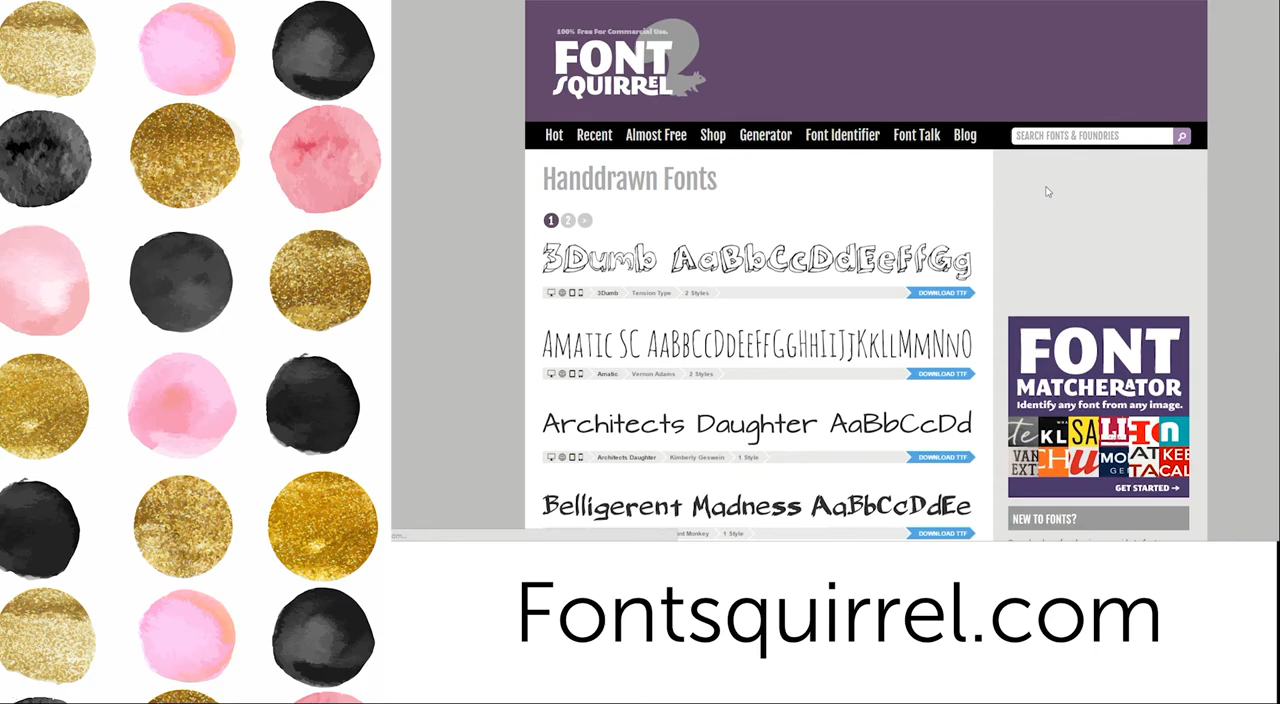 100% Free For Commercial Use.
FONT
SQUIRREL
Hot Recent Almost Free Shop Generator Font Identifier Font Talk Blog
SEARCH FONTS & FOUNDRIES
Handdrawn Fonts
1 2 >
3Dumb AaBbCcDdEeFfGg
3Dumb Tension Type 2 Styles DOWNLOAD TTF
AMATIC SC AABBCCDDEEFFGGHHIIJJKKLLMMNNO
Amatic Vernon Adams 2 Styles DOWNLOAD TTF
Architects Daughter AaBbCcDd
Architects Daughter Kimberly Geswein 1 Style DOWNLOAD TTF
Belligerent Madness AaBbCcDdEe
nt Monkey 1 Style DOWNLOAD TTF
FONT
MATCHERATOR
Identify any font from any image.
GET STARTED →
NEW TO FONTS?
Fontsquirrel.com